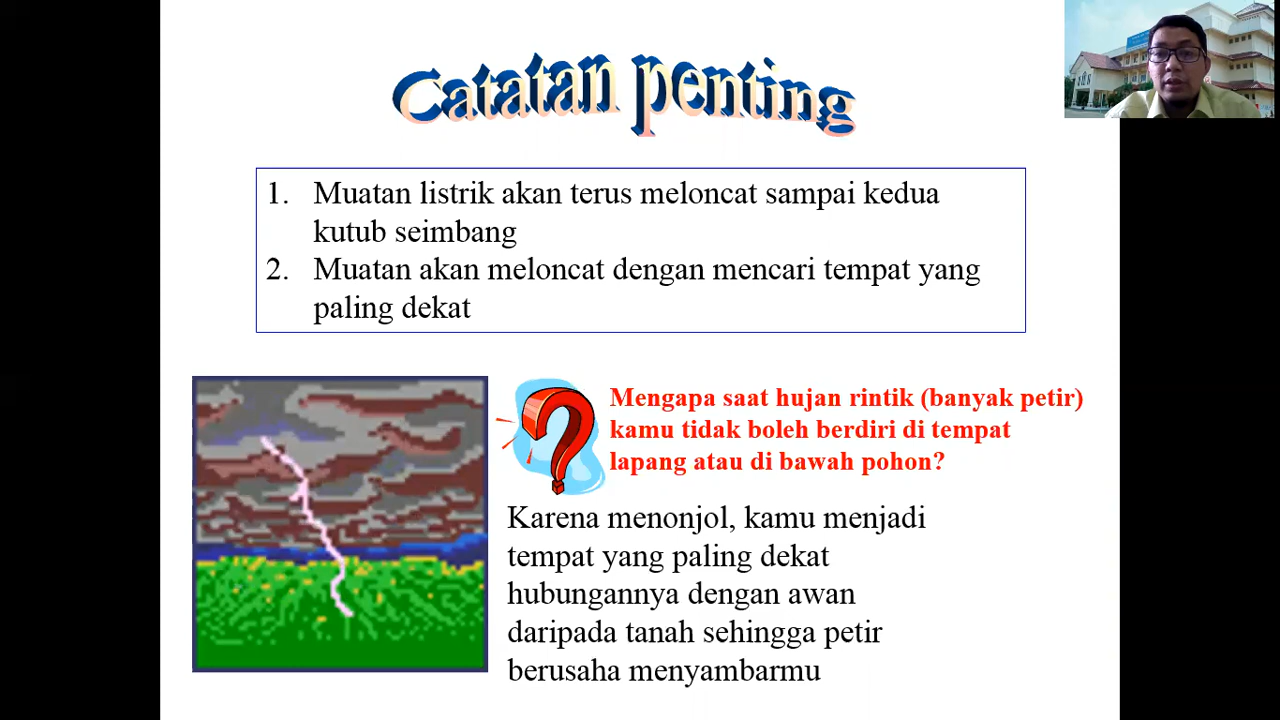 Catatan penting
1. Muatan listrik akan terus meloncat sampai kedua
kutub seimbang
2. Muatan akan meloncat dengan mencari tempat yang
paling dekat
Mengapa saat hujan rintik (banyak petir)
kamu tidak boleh berdiri di tempat
lapang atau di bawah pohon?
Karena menonjol, kamu menjadi
tempat yang paling dekat
hubungannya dengan awan
daripada tanah sehingga petir
berusaha menyambarmu